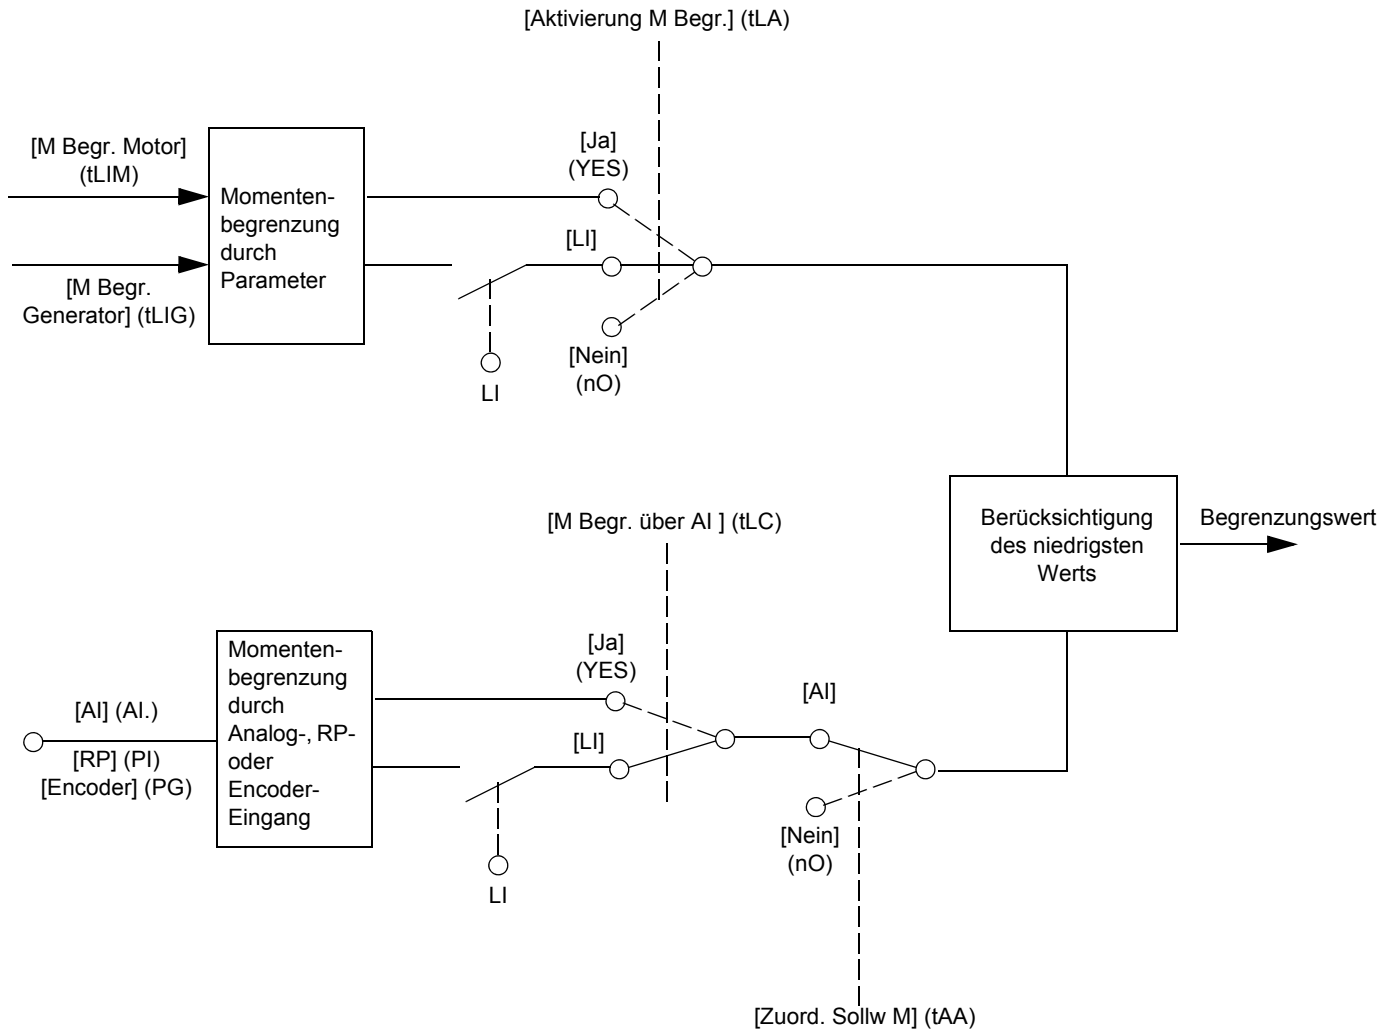 [Aktivierung M Begr.] (tLA)
[M Begr. Motor]
(tLIM)
Momenten-
begrenzung
durch
Parameter
[M Begr.
Generator] (tLIG)
[Ja]
(YES)
[LI]
[Nein]
(nO)
LI
Berücksichtigung
des niedrigsten
Werts
Begrenzungswert
[M Begr. über AI ] (tLC)
[AI] (AI.)
[RP] (PI)
[Encoder] (PG)
Momenten-
begrenzung
durch
Analog-, RP-
oder
Encoder-
Eingang
[Ja]
(YES)
[LI]
LI
[AI]
[Nein]
(nO)
[Zuord. Sollw M] (tAA)